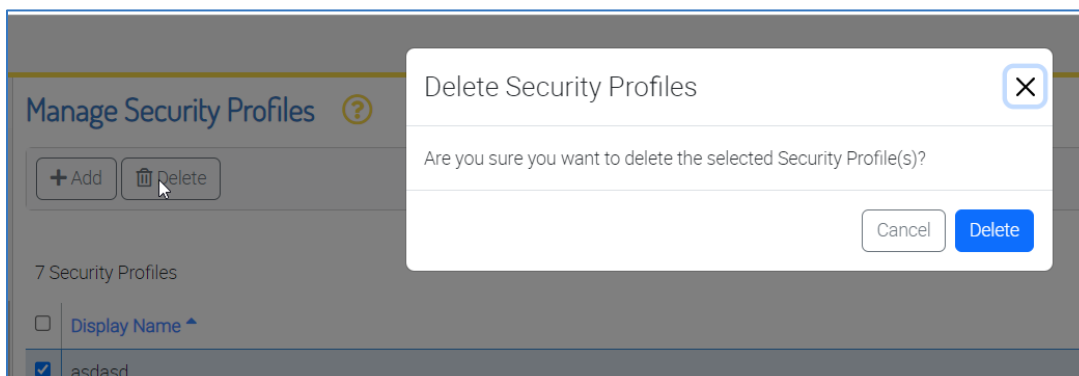 Delete Security Profiles
Manage Security Profiles
Are you sure you want to delete the selected Security Profile(s)?
Add Delete
Cancel Delete
7 Security Profiles
Display Name
asdasd